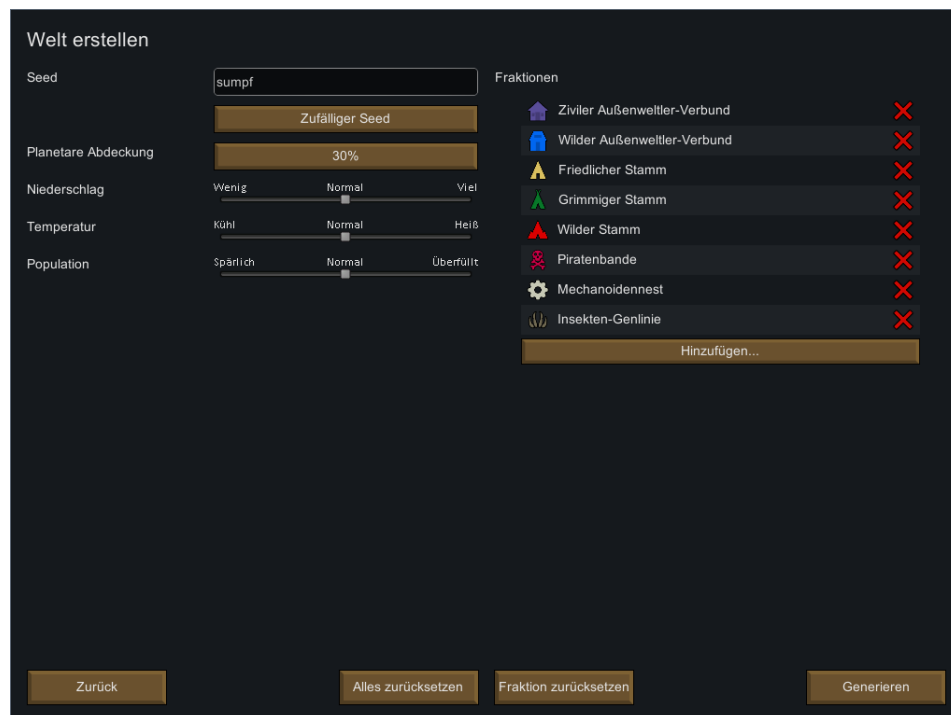 Welt erstellen
Seed
sumpf
Zufälliger Seed
Planetare Abdeckung
30%
Niederschlag
Wenig Normal Viel
Temperatur
Kühl Normal Heiß
Population
Spärlich Normal Überfüllt
Fraktionen
Ziviler Außenweltler-Verbund
Wilder Außenweltler-Verbund
Friedlicher Stamm
Grimmiger Stamm
Wilder Stamm
Piratenbande
Mechanoidennest
Insekten-Genlinie
Hinzufügen...
Zurück
Alles zurücksetzen
Fraktion zurücksetzen
Generieren